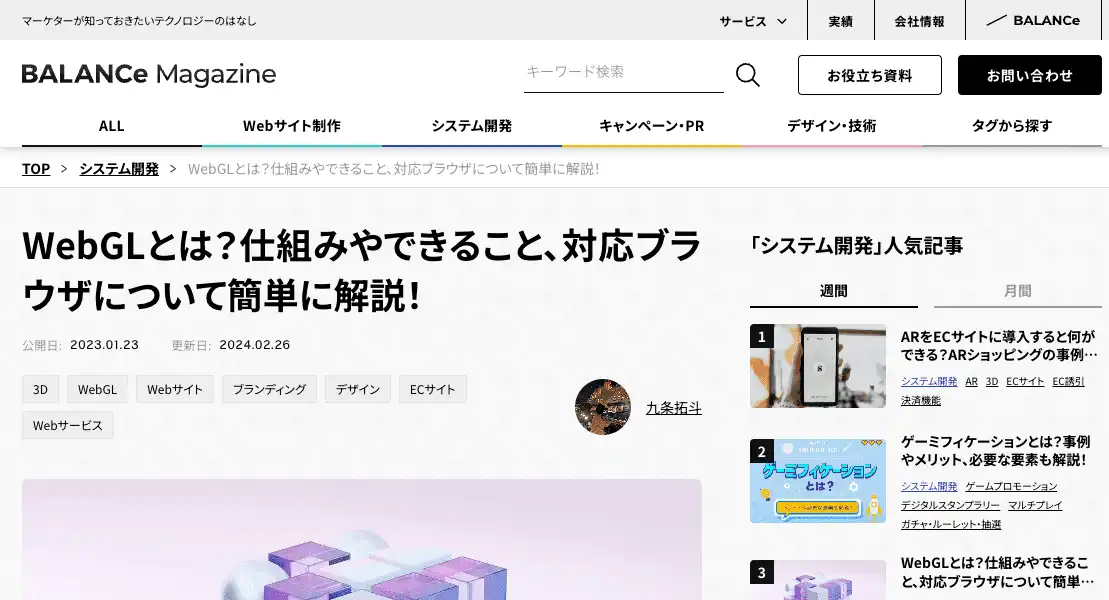 マーケターが知っておきたいテクノロジーのはなし
サービス
実績
会社情報
BALANCe
BALANCe Magazine
キーワード検索
お役立ち資料
お問い合わせ
ALL
Webサイト制作
システム開発
キャンペーン・PR
デザイン・技術
タグから探す
TOP > システム開発 > WebGLとは？仕組みやできること、対応ブラウザについて簡単に解説！
WebGLとは？仕組みやできること、対応ブラ
ウザについて簡単に解説！
公開日: 2023.01.23 更新日: 2024.02.26
3D
WebGL
Webサイト
ブランディング
デザイン
ECサイト
Webサービス
九条拓斗
「システム開発」人気記事
週間
月間
1
ARをECサイトに導入すると何が
できる？ARショッピングの事例…
システム開発 AR 3D ECサイト EC誘引
決済機能
2
ゲーミフィケーション
とは？
ゲーミフィケーションとは？事例
やメリット、必要な要素も解説！
システム開発 ゲームプロモーション
デジタルスタンプラリー マルチプレイ
ガチャ・ルーレット・抽選
3
WebGLとは？仕組みやできるこ
と、対応ブラウザについて簡単…